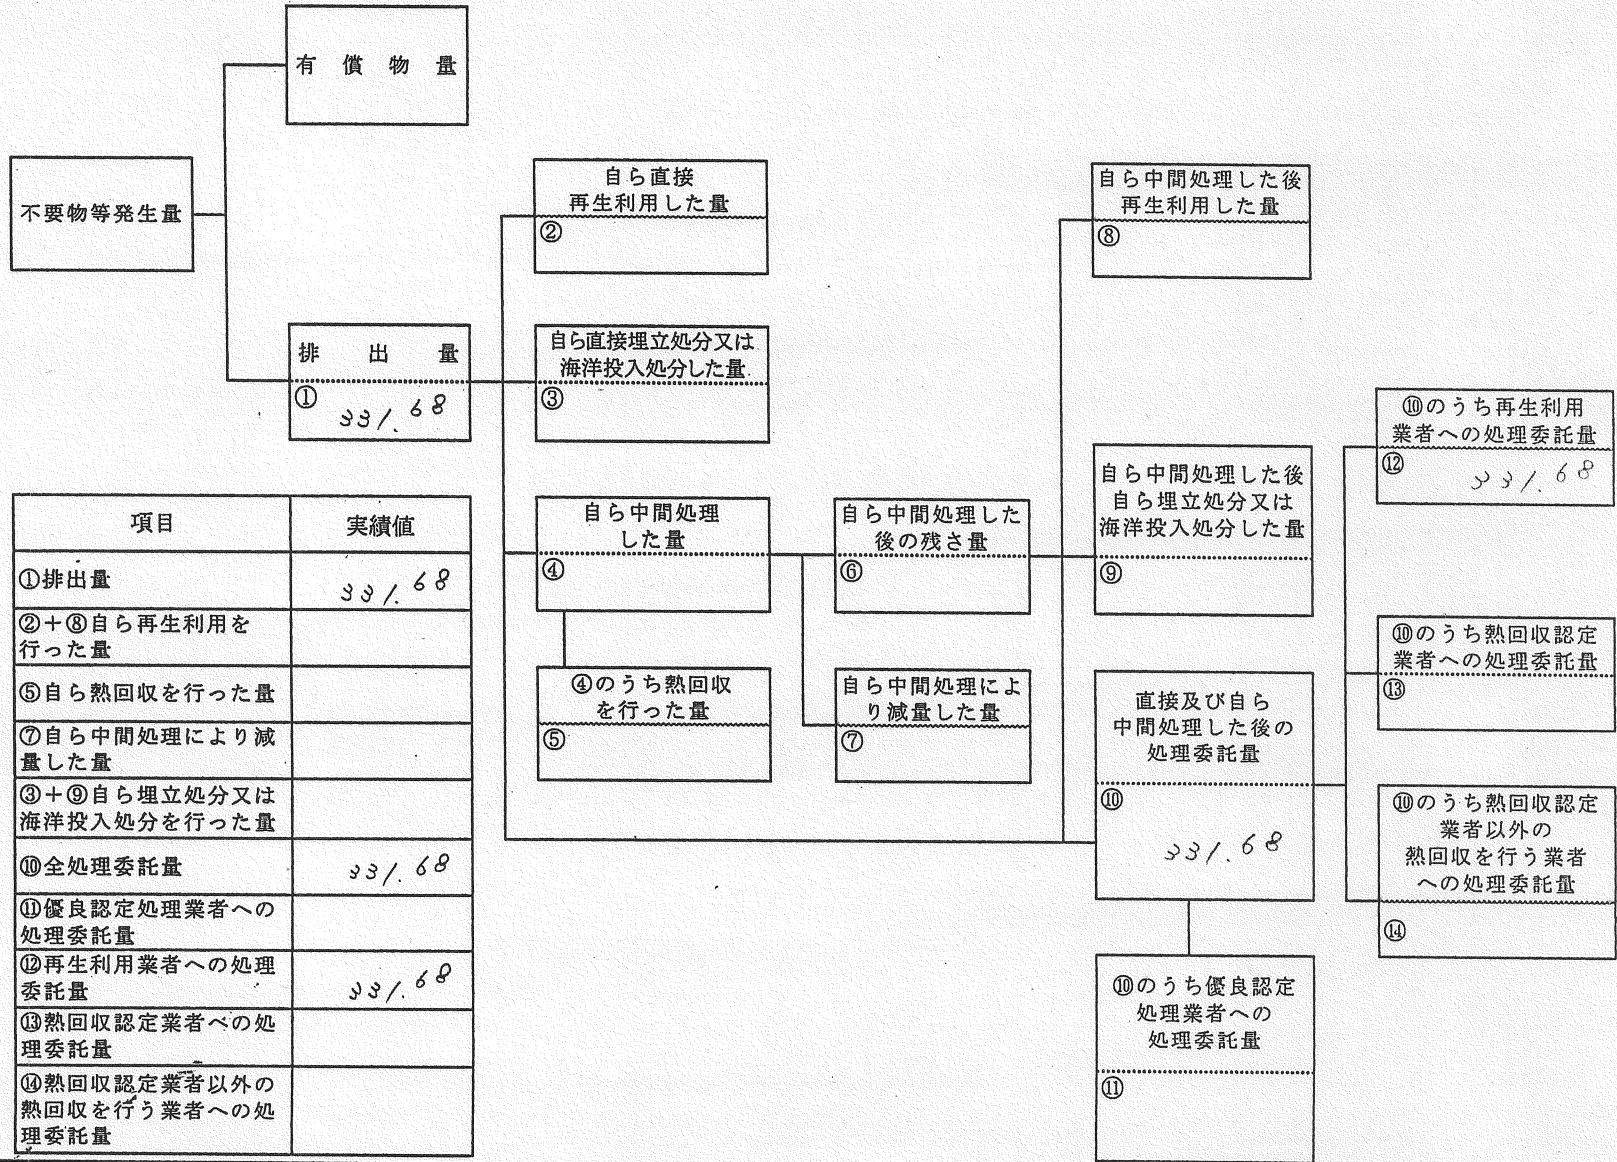 有償物量
不要物等発生量
排出量
①
331.68
自ら直接
再生利用した量
②
自ら直接埋立処分又は
海洋投入処分した量
③
自ら中間処理
した量
④
④のうち熱回収
を行った量
⑤
自ら中間処理した
後の残さ量
⑥
自ら中間処理によ
り減量した量
⑦
自ら中間処理した後
再生利用した量
⑧
自ら中間処理した後
自ら埋立処分又は
海洋投入処分した量
⑨
直接及び自ら
中間処理した後の
処理委託量
⑩
331.68
⑩のうち優良認定
処理業者への
処理委託量
⑪
⑩のうち再生利用
業者への処理委託量
⑫
331.68
⑩のうち熱回収認定
業者への処理委託量
⑬
⑩のうち熱回収認定
業者以外の
熱回収を行う業者
への処理委託量
⑭
項目 実績値
①排出量 331.68
②+⑧自ら再生利用を
行った量
⑤自ら熱回収を行った量
⑦自ら中間処理により減
量した量
③+⑨自ら埋立処分又は
海洋投入処分を行った量
⑩全処理委託量 331.68
⑪優良認定処理業者への
処理委託量
⑫再生利用業者への処理
委託量 331.68
⑬熱回収認定業者への処
理委託量
⑭熱回収認定業者以外の
熱回収を行う業者への処
理委託量